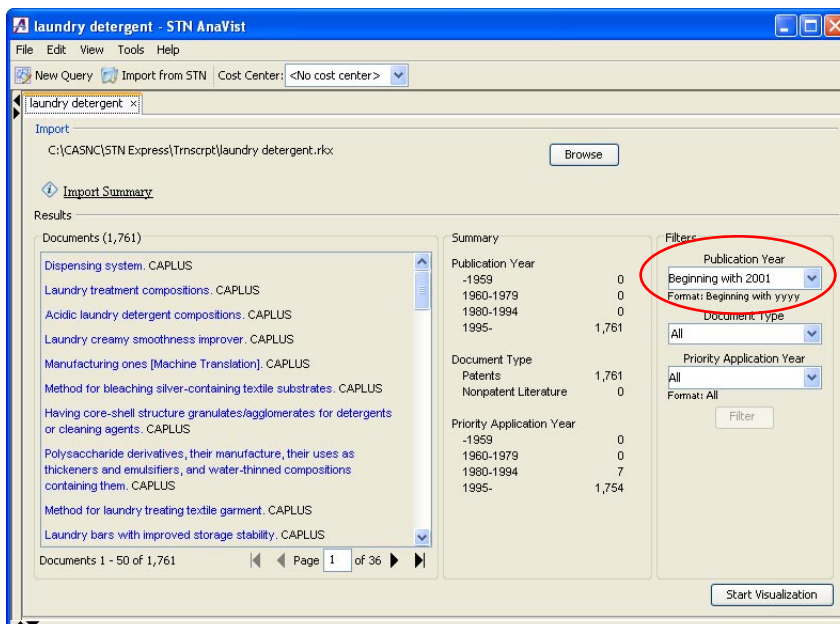 laundry detergent - STN AnaVist
File Edit View Tools Help
New Query Import from STN Cost Center: <No cost center>
laundry detergent ×
Import
C:\CASNC\STN Express\Trnscrpt\laundry detergent.rkx
Browse
Import Summary
Results
Documents (1,761)
Dispensing system. CAPLUS
Laundry treatment compositions. CAPLUS
Acidic laundry detergent compositions. CAPLUS
Laundry creamy smoothness improver. CAPLUS
Manufacturing ones [Machine Translation]. CAPLUS
Method for bleaching silver-containing textile substrates. CAPLUS
Having core-shell structure granulates/agglomerates for detergents
or cleaning agents. CAPLUS
Polysaccharide derivatives, their manufacture, their uses as
thickeners and emulsifiers, and water-thinned compositions
containing them. CAPLUS
Method for laundry treating textile garment. CAPLUS
Laundry bars with improved storage stability. CAPLUS
Documents 1 - 50 of 1,761 Page 1 of 36
Summary
Publication Year
-1959 0
1960-1979 0
1980-1994 0
1995- 1,761
Document Type
Patents 1,761
Nonpatent Literature 0
Priority Application Year
-1959 0
1960-1979 0
1980-1994 7
1995- 1,754
Filters
Publication Year
Beginning with 2001
Format: Beginning with yyyy
Document Type
All
Priority Application Year
All
Format: All
Filter
Start Visualization